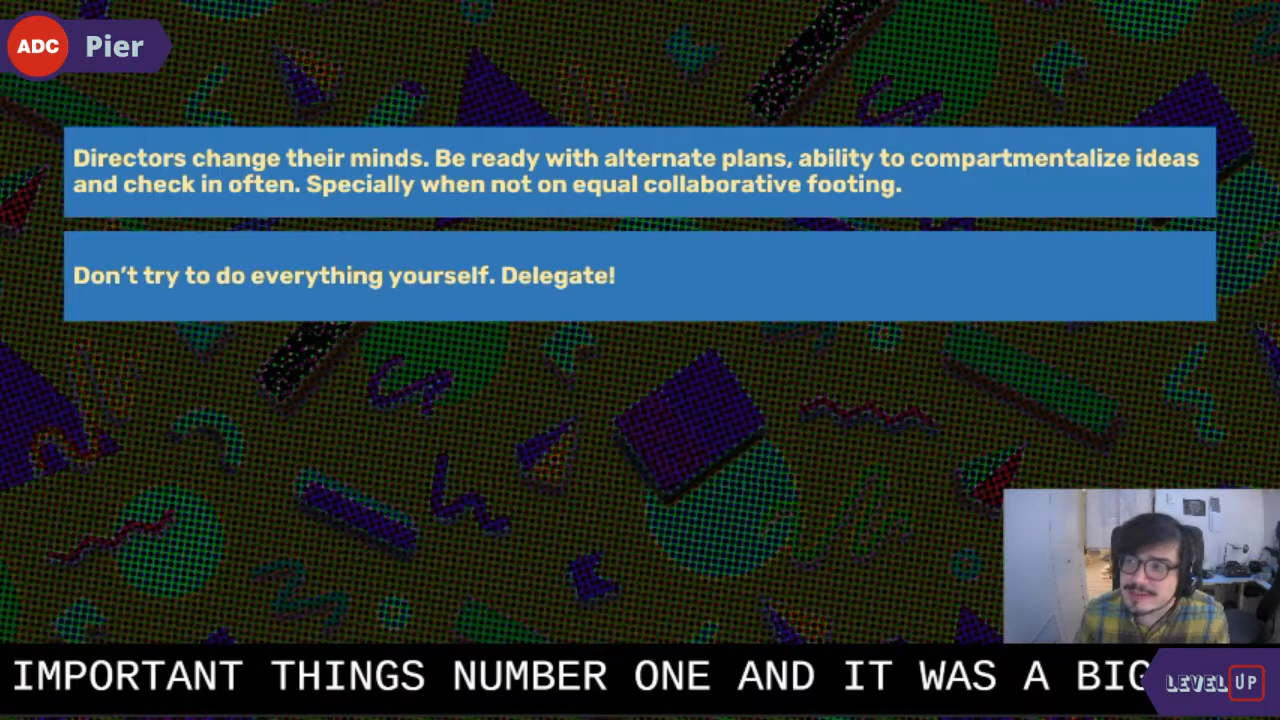 ADC
Pier
Directors change their minds. Be ready with alternate plans, ability to compartmentalize ideas
and check in often. Specially when not on equal collaborative footing.
Don’t try to do everything yourself. Delegate!
IMPORTANT THINGS NUMBER ONE AND IT WAS A BIG
LEVEL UP